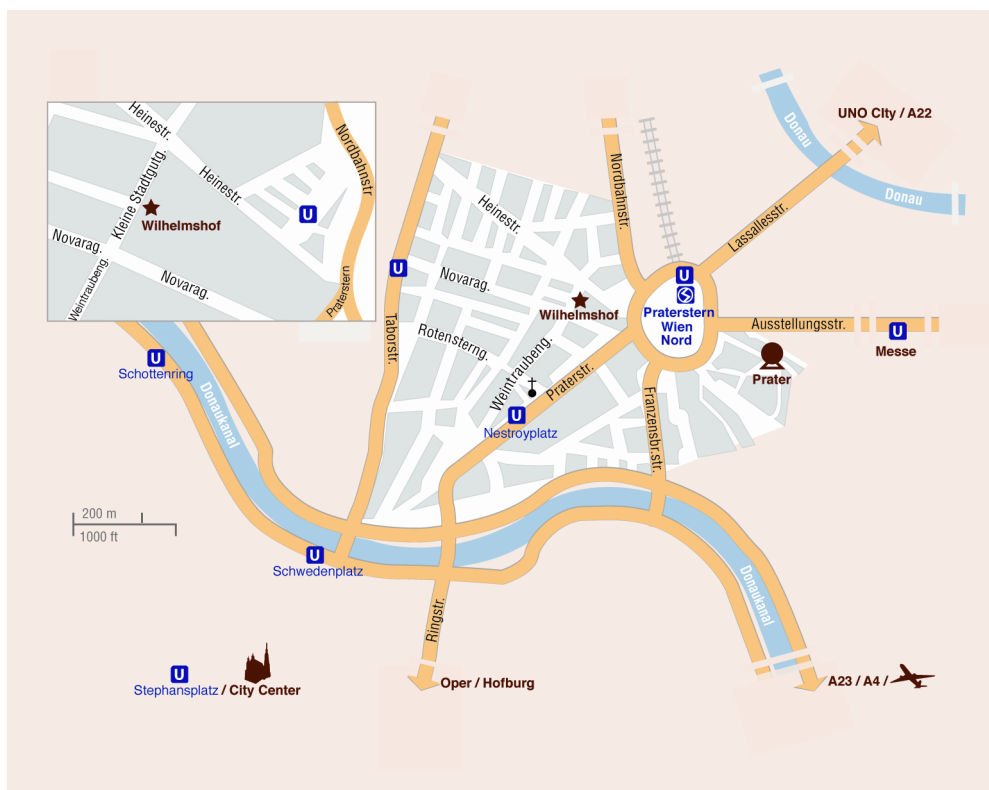 UNO CIty / A22
Donau
Donau
Heinestr.
Nordbahnstr
Kleine Stadtgutg.
Heinestr.
U
Wilhelmshof
Novarag.
Novarag.
Weintraubeng.
Praterstern
Nordbahnstr.
Heinestr.
Lassallesstr.
U
Novarag.
U
Praterstern
Wien
Nord
Wilhelmshof
Taborstr.
Rotensterng.
Ausstellungsstr.
U
Messe
U
Schottenring
Weintraubeng.
Praterstr.
Prater
Donaukanal
Franzensbr.str.
U
Nestroyplatz
200 m
1000 ft
U
Schwedenplatz
Donaukanal
Ringstr.
U
Stephansplatz / City Center
Oper / Hofburg
A23 / A4 /